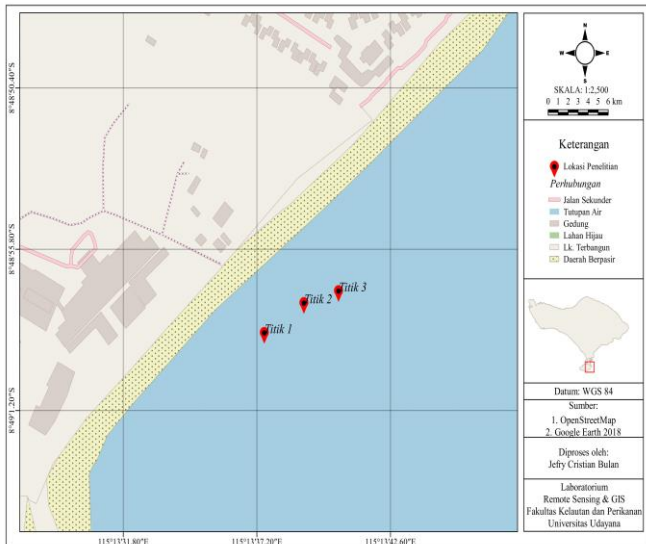 N
W E
S
SKALA: 1:2,500
0 1 2 3 4 5 6 km
Keterangan
Lokasi Penelitian
Perhubungan
Jalan Sekunder
Tutupan Air
Gedung
Lahan Hijau
Lk. Terbangun
Daerah Berpasir
Datum: WGS 84
Sumber:
1. OpenStreetMap
2. Google Earth 2018
Diproses oleh:
Jefry Cristian Bulan
Laboratorium
Remote Sensing & GIS
Fakultas Kelautan dan Perikanan
Universitas Udayana
8°48'50.40"S
8°48'55.80"S
8°49'1.20"S
Titik 3
Titik 2
Titik 1
115°13'31.80"E 115°13'37.20"E 115°13'42.60"E